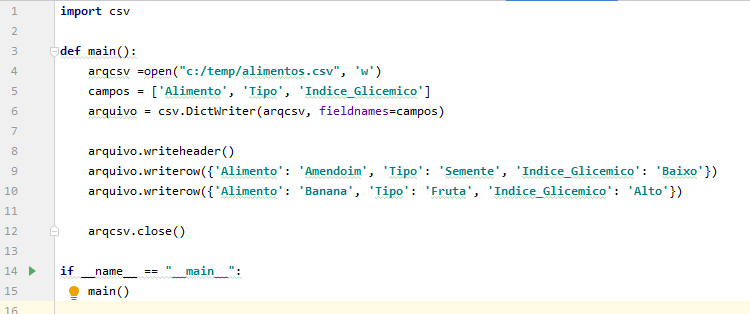 1 import csv
2
3 def main():
4     arqcsv =open("c:/temp/alimentos.csv", 'w')
5     campos = ['Alimento', 'Tipo', 'Indice_Glicemico']
6     arquivo = csv.DictWriter(arqcsv, fieldnames=campos)
7
8     arquivo.writeheader()
9     arquivo.writerow({'Alimento': 'Amendoim', 'Tipo': 'Semente', 'Indice_Glicemico': 'Baixo'})
10     arquivo.writerow({'Alimento': 'Banana', 'Tipo': 'Fruta', 'Indice_Glicemico': 'Alto'})
11
12     arqcsv.close()
13
14 if __name__ == "__main__":
15     main()
16